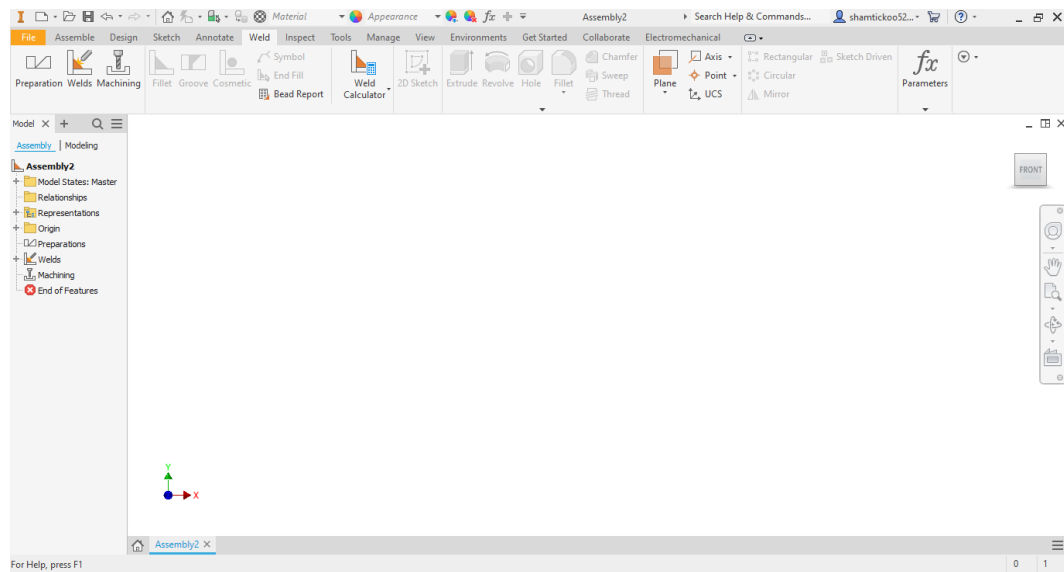 Material Appearance fx Assembly2 Search Help & Commands... shamtickoo52...
File Assemble Design Sketch Annotate Weld Inspect Tools Manage View Environments Get Started Collaborate Electromechanical
Preparation Welds Machining
Fillet Groove Cosmetic
Symbol
End Fill
Bead Report
Weld
Calculator
2D Sketch Extrude Revolve Hole Fillet
Chamfer
Sweep
Thread
Plane
Axis
Point
UCS
Rectangular Sketch Driven
Circular
Mirror
fx
Parameters
Model
Assembly | Modeling
Assembly2
Model States: Master
Relationships
Representations
Origin
Preparations
Welds
Machining
End of Features
FRONT
Y
X
Assembly2
For Help, press F1 0 1